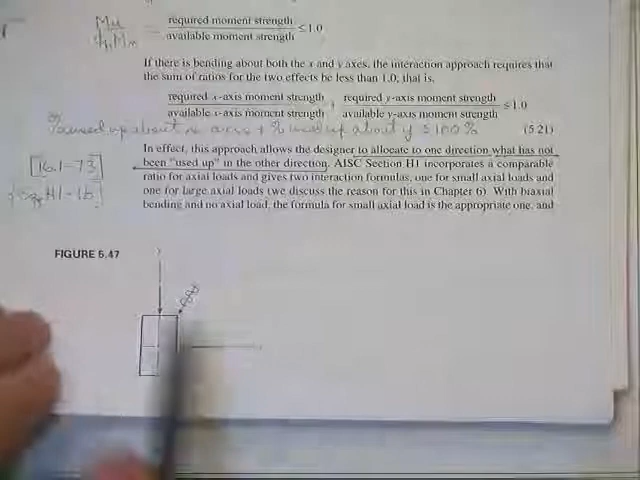 Mu
ϕbMn
required moment strength
available moment strength
≤ 1.0
If there is bending about both the x and y axes, the interaction approach requires that
the sum of ratios for the two effects be less than 1.0; that is,
required x-axis moment strength + required y-axis moment strength ≤ 1.0
available x-axis moment strength available y-axis moment strength
% used up about x axis + % used up about y ≤ 100% (5.21)
In effect, this approach allows the designer to allocate to one direction what has not
been "used up" in the other direction. AISC Section H1 incorporates a comparable
ratio for axial loads and gives two interaction formulas, one for small axial loads and
one for large axial loads (we discuss the reason for this in Chapter 6). With biaxial
bending and no axial load, the formula for small axial load is the appropriate one, and
[16.1-73]
H1-1b
FIGURE 5.47